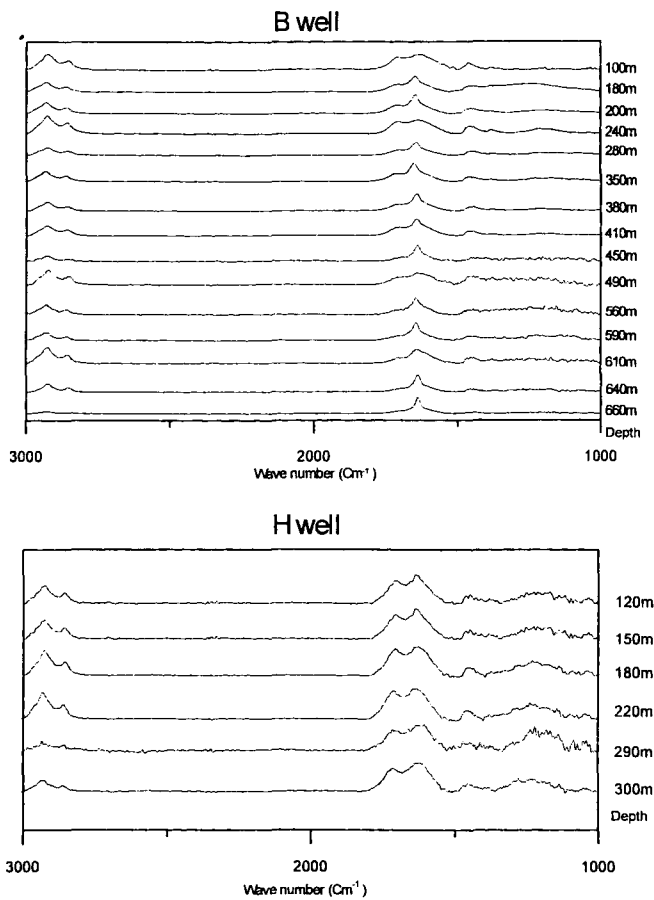 B well
100m
180m
200m
240m
280m
350m
380m
410m
450m
490m
560m
590m
610m
640m
660m
Depth
3000 2000 1000
Wave number (Cm-1)
H well
120m
150m
180m
220m
290m
300m
Depth
3000 2000 1000
Wave number (Cm-1)